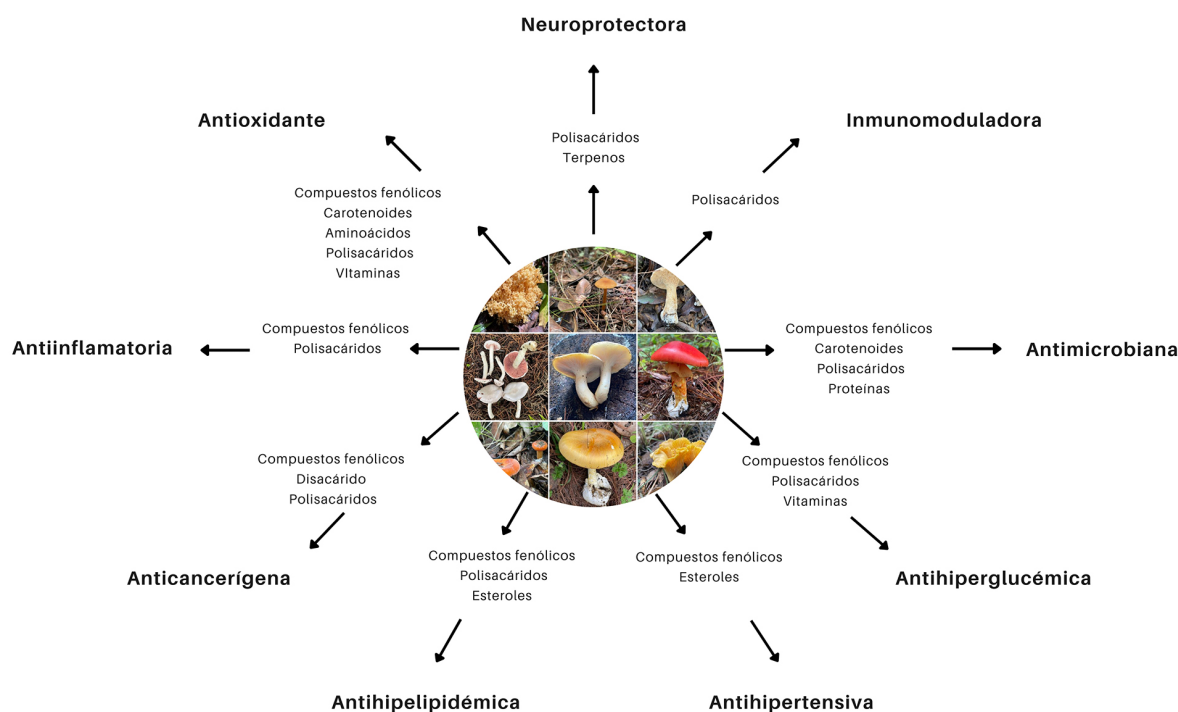 Neuroprotectora
Polisacáridos
Terpenos
Inmunomoduladora
Polisacáridos
Antimicrobiana
Compuestos fenólicos
Carotenoides
Polisacáridos
Proteínas
Antihiperglucémica
Compuestos fenólicos
Polisacáridos
Vitaminas
Antihipertensiva
Compuestos fenólicos
Esteroles
Antihipelipidémica
Compuestos fenólicos
Polisacáridos
Esteroles
Anticancerígena
Compuestos fenólicos
Disacárido
Polisacáridos
Antiinflamatoria
Compuestos fenólicos
Polisacáridos
Antioxidante
Compuestos fenólicos
Carotenoides
Aminoácidos
Polisacáridos
VItaminas